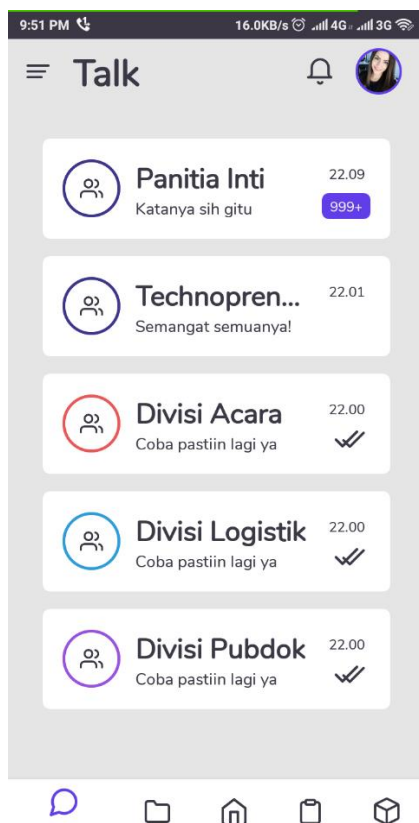 9:51 PM 16.0KB/s 4G 3G
Talk
Panitia Inti 22.09
Katanya sih gitu 999+
Technopren... 22.01
Semangat semuanya!
Divisi Acara 22.00
Coba pastiin lagi ya
Divisi Logistik 22.00
Coba pastiin lagi ya
Divisi Pubdok 22.00
Coba pastiin lagi ya